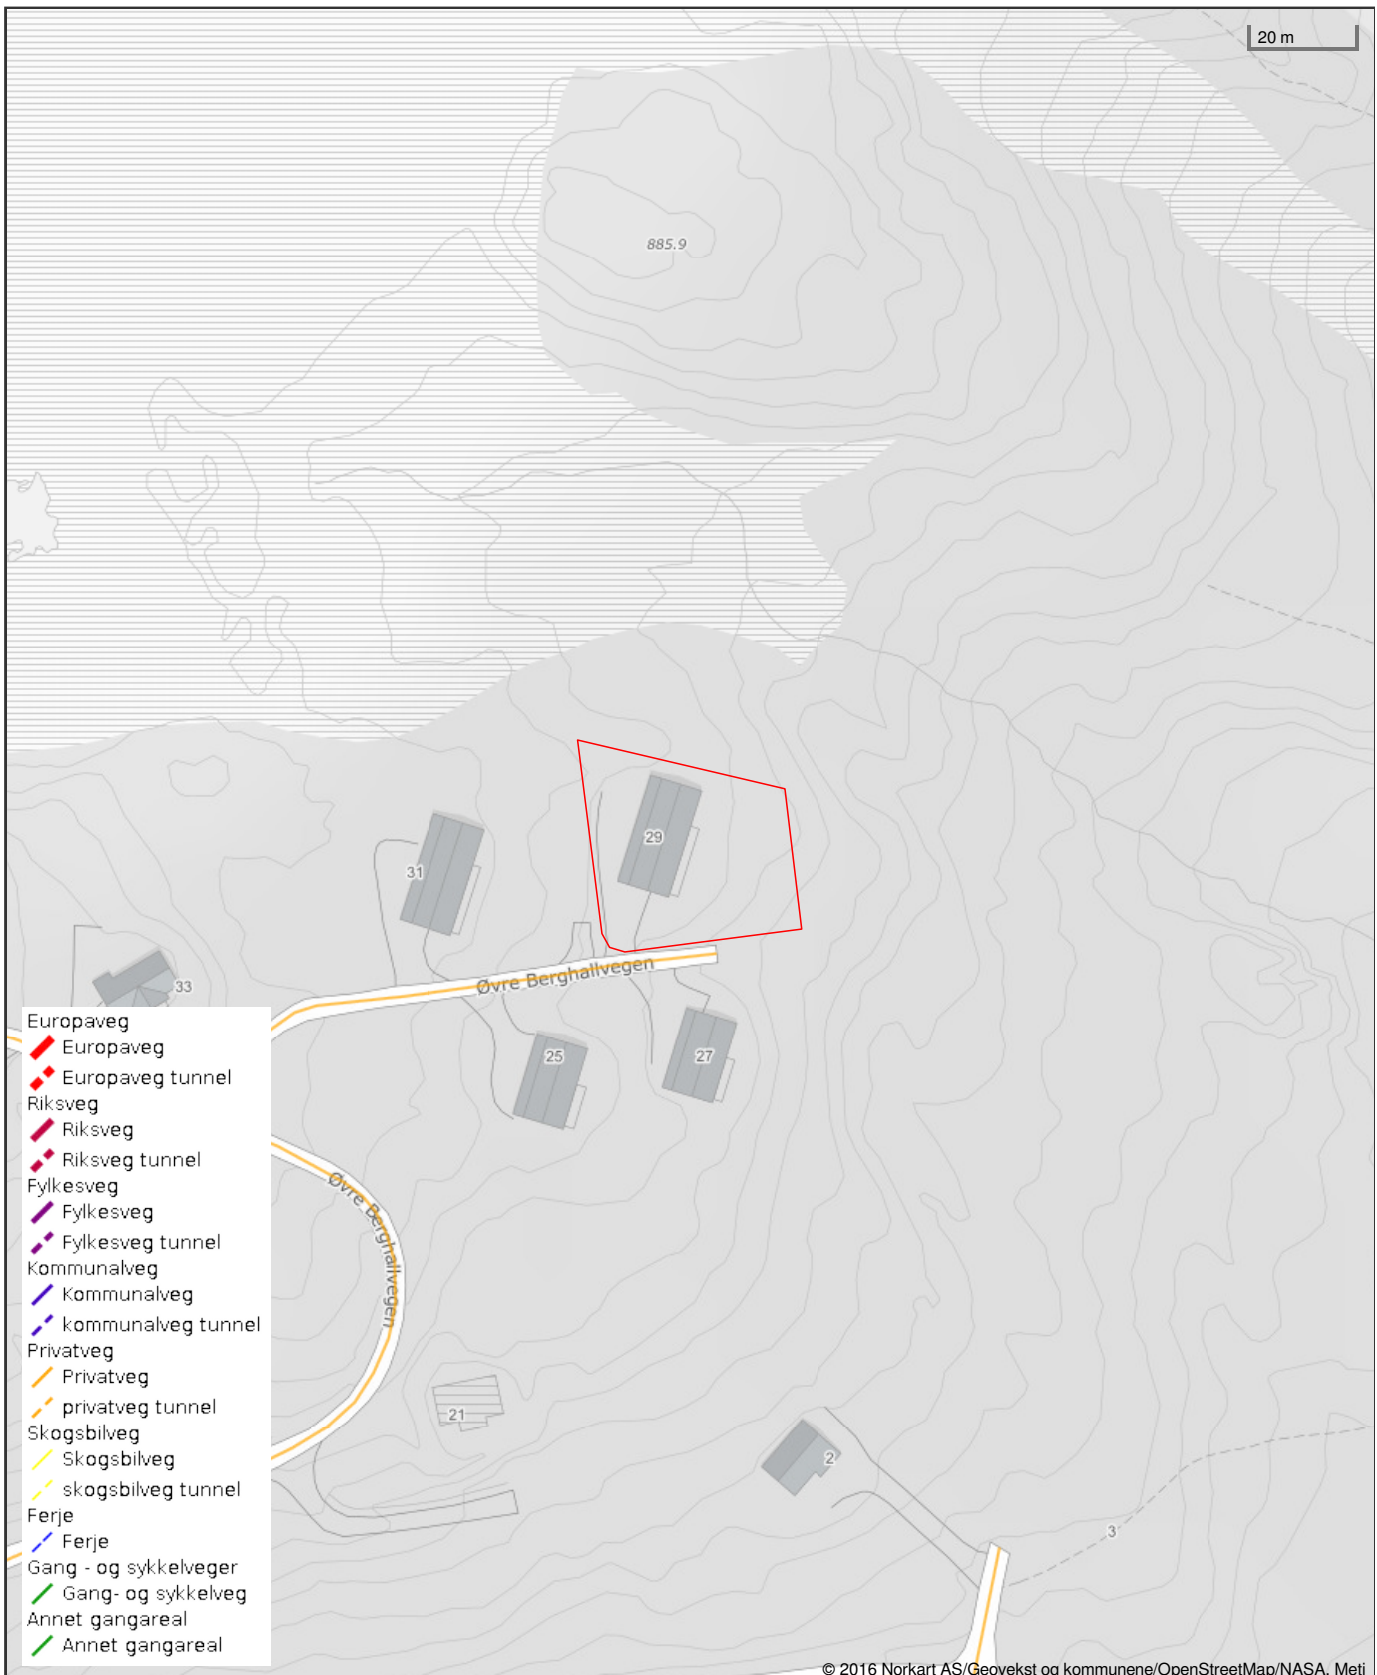 20 m
885.9
29
31
33
Øvre Berghallvegen
25
27
Øvre Berghallvegen
21
2
3
Europaveg
Europaveg
Europaveg tunnel
Riksveg
Riksveg
Riksveg tunnel
Fylkesveg
Fylkesveg
Fylkesveg tunnel
Kommunalveg
Kommunalveg
kommunalveg tunnel
Privatveg
Privatveg
privatveg tunnel
Skogsbilveg
Skogsbilveg
skogsbilveg tunnel
Ferje
Ferje
Gang - og sykkelveger
Gang- og sykkelveg
Annet gangareal
Annet gangareal
© 2016 Norkart AS/Geovekst og kommunene/OpenStreetMap/NASA, Meti